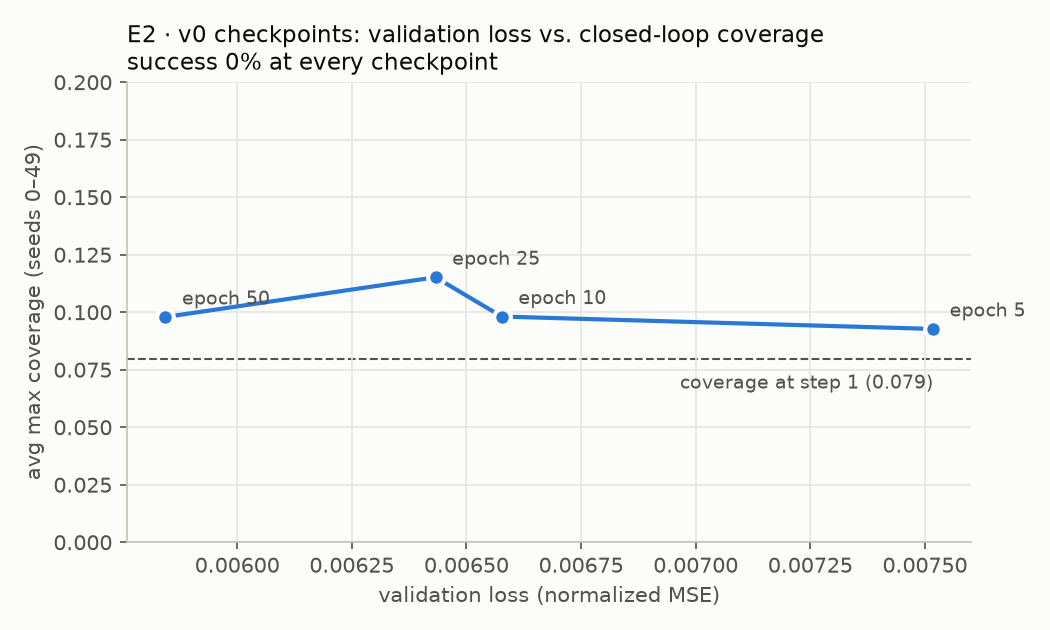 E2 · v0 checkpoints: validation loss vs. closed-loop coverage
success 0% at every checkpoint
avg max coverage (seeds 0–49)
0.200
0.175
0.150
0.125
0.100
0.075
0.050
0.025
0.000
epoch 50
epoch 25
epoch 10
epoch 5
coverage at step 1 (0.079)
0.00600
0.00625
0.00650
0.00675
0.00700
0.00725
0.00750
validation loss (normalized MSE)